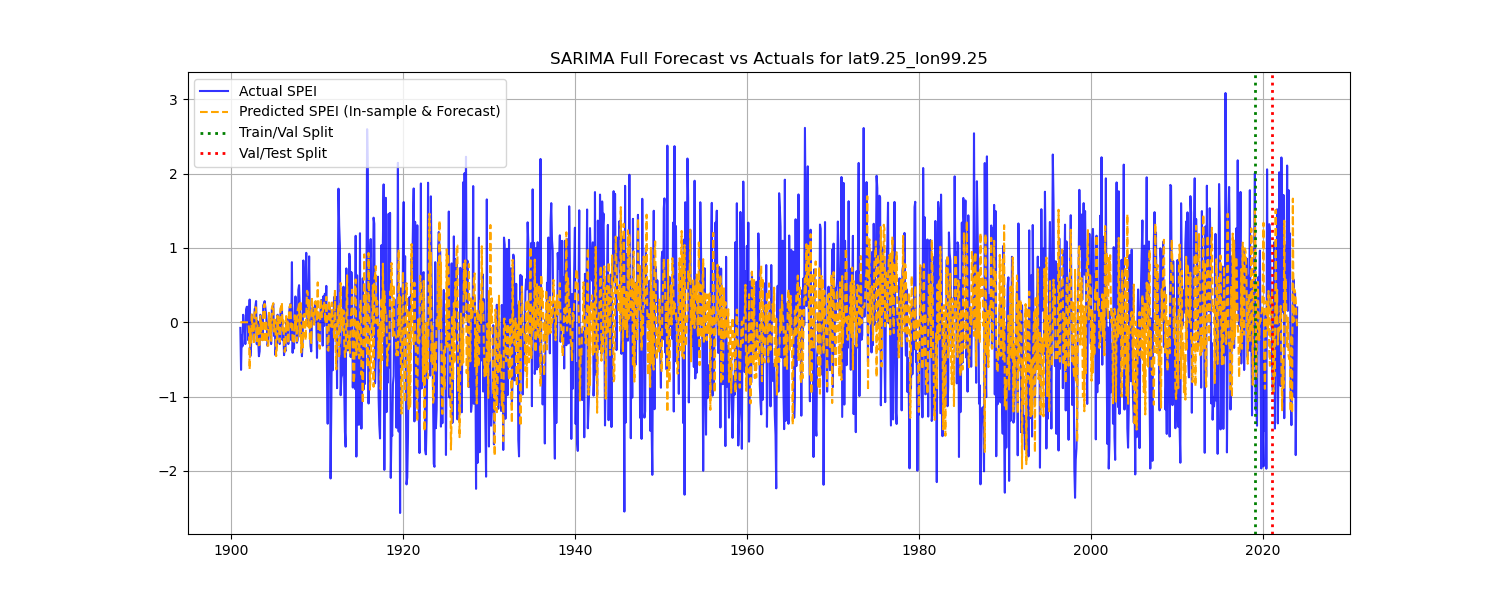 SARIMA Full Forecast vs Actuals for lat9.25_lon99.25
Actual SPEI
Predicted SPEI (In-sample & Forecast)
Train/Val Split
Val/Test Split
3
2
1
0
−1
−2
1900 1920 1940 1960 1980 2000 2020